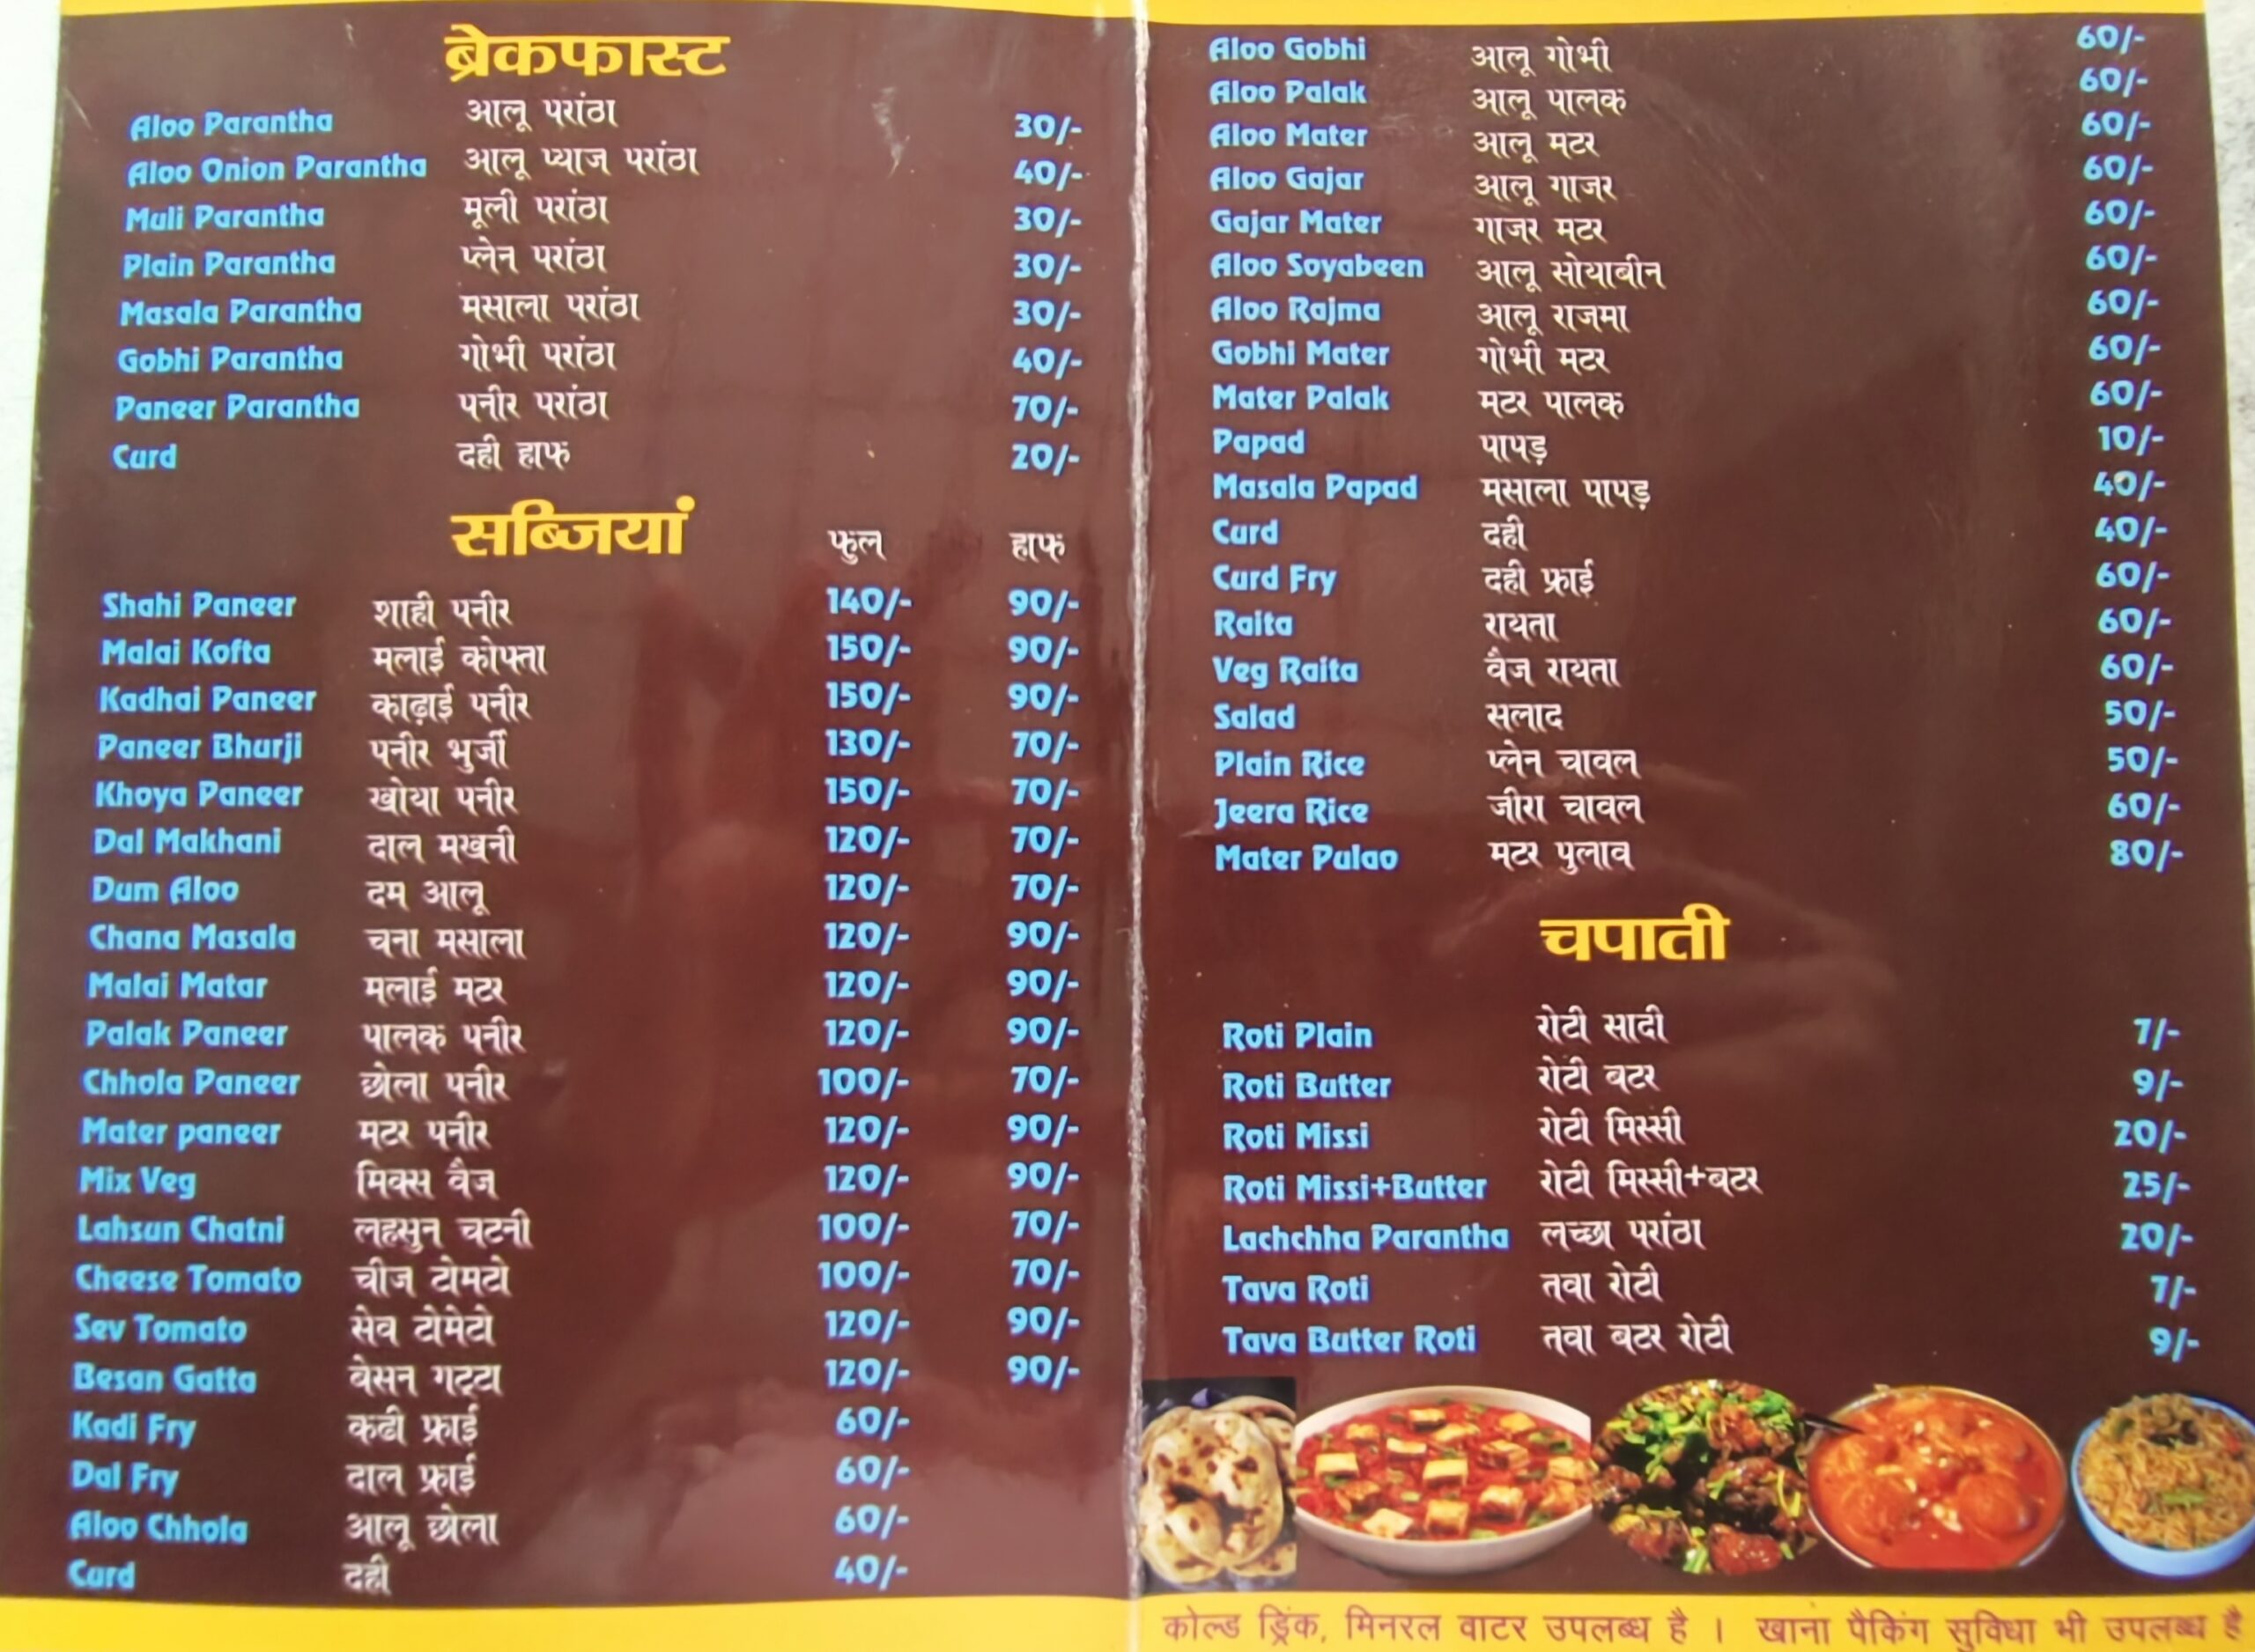 ब्रेकफास्ट
Aloo Parantha आलू परांठा 30/-
Aloo Onion Parantha आलू प्याज परांठा 40/-
Muli Parantha मूली परांठा 30/-
Plain Parantha प्लेन परांठा 30/-
Masala Parantha मसाला परांठा 30/-
Gobhi Parantha गोभी परांठा 40/-
Paneer Parantha पनीर परांठा 70/-
Curd दही हाफ 20/-
सब्जियां फुल हाफ
Shahi Paneer शाही पनीर 140/- 90/-
Malai Kofta मलाई कोफ्ता 150/- 90/-
Kadhai Paneer काढ़ाई पनीर 150/- 90/-
Paneer Bhurji पनीर भुर्जी 130/- 70/-
Khoya Paneer खोया पनीर 150/- 70/-
Dal Makhani दाल मखनी 120/- 70/-
Dum Aloo दम आलू 120/- 70/-
Chana Masala चना मसाला 120/- 90/-
Malai Matar मलाई मटर 120/- 90/-
Palak Paneer पालक पनीर 120/- 90/-
Chhola Paneer छोला पनीर 100/- 70/-
Mater paneer मटर पनीर 120/- 90/-
Mix Veg मिक्स वैज 120/- 90/-
Lahsun Chatni लहसुन चटनी 100/- 70/-
Cheese Tomato चीज टोमटो 100/- 70/-
Sev Tomato सेव टोमेटो 120/- 90/-
Besan Gatta बेसन गट्टा 120/- 90/-
Kadi Fry कढी फ्राई 60/-
Dal Fry दाल फ्राई 60/-
Aloo Chhola आलू छोला 60/-
Curd दही 40/-
Aloo Gobhi आलू गोभी 60/-
Aloo Palak आलू पालक 60/-
Aloo Mater आलू मटर 60/-
Aloo Gajar आलू गाजर 60/-
Gajar Mater गाजर मटर 60/-
Aloo Soyabeen आलू सोयाबीन 60/-
Aloo Rajma आलू राजमा 60/-
Gobhi Mater गोभी मटर 60/-
Mater Palak मटर पालक 60/-
Papad पापड़ 10/-
Masala Papad मसाला पापड़ 40/-
Curd दही 40/-
Curd Fry दही फ्राई 60/-
Raita रायता 60/-
Veg Raita वैज रायता 60/-
Salad सलाद 50/-
Plain Rice प्लेन चावल 50/-
Jeera Rice जीरा चावल 60/-
Mater Pulao मटर पुलाव 80/-
चपाती
Roti Plain रोटी सादी 7/-
Roti Butter रोटी बटर 9/-
Roti Missi रोटी मिस्सी 20/-
Roti Missi+Butter रोटी मिस्सी+बटर 25/-
Lachchha Parantha लच्छा परांठा 20/-
Tava Roti तवा रोटी 7/-
Tava Butter Roti तवा बटर रोटी 9/-
कोल्ड ड्रिंक, मिनरल वाटर उपलब्ध है । खाना पैकिंग सुविधा भी उपलब्ध है